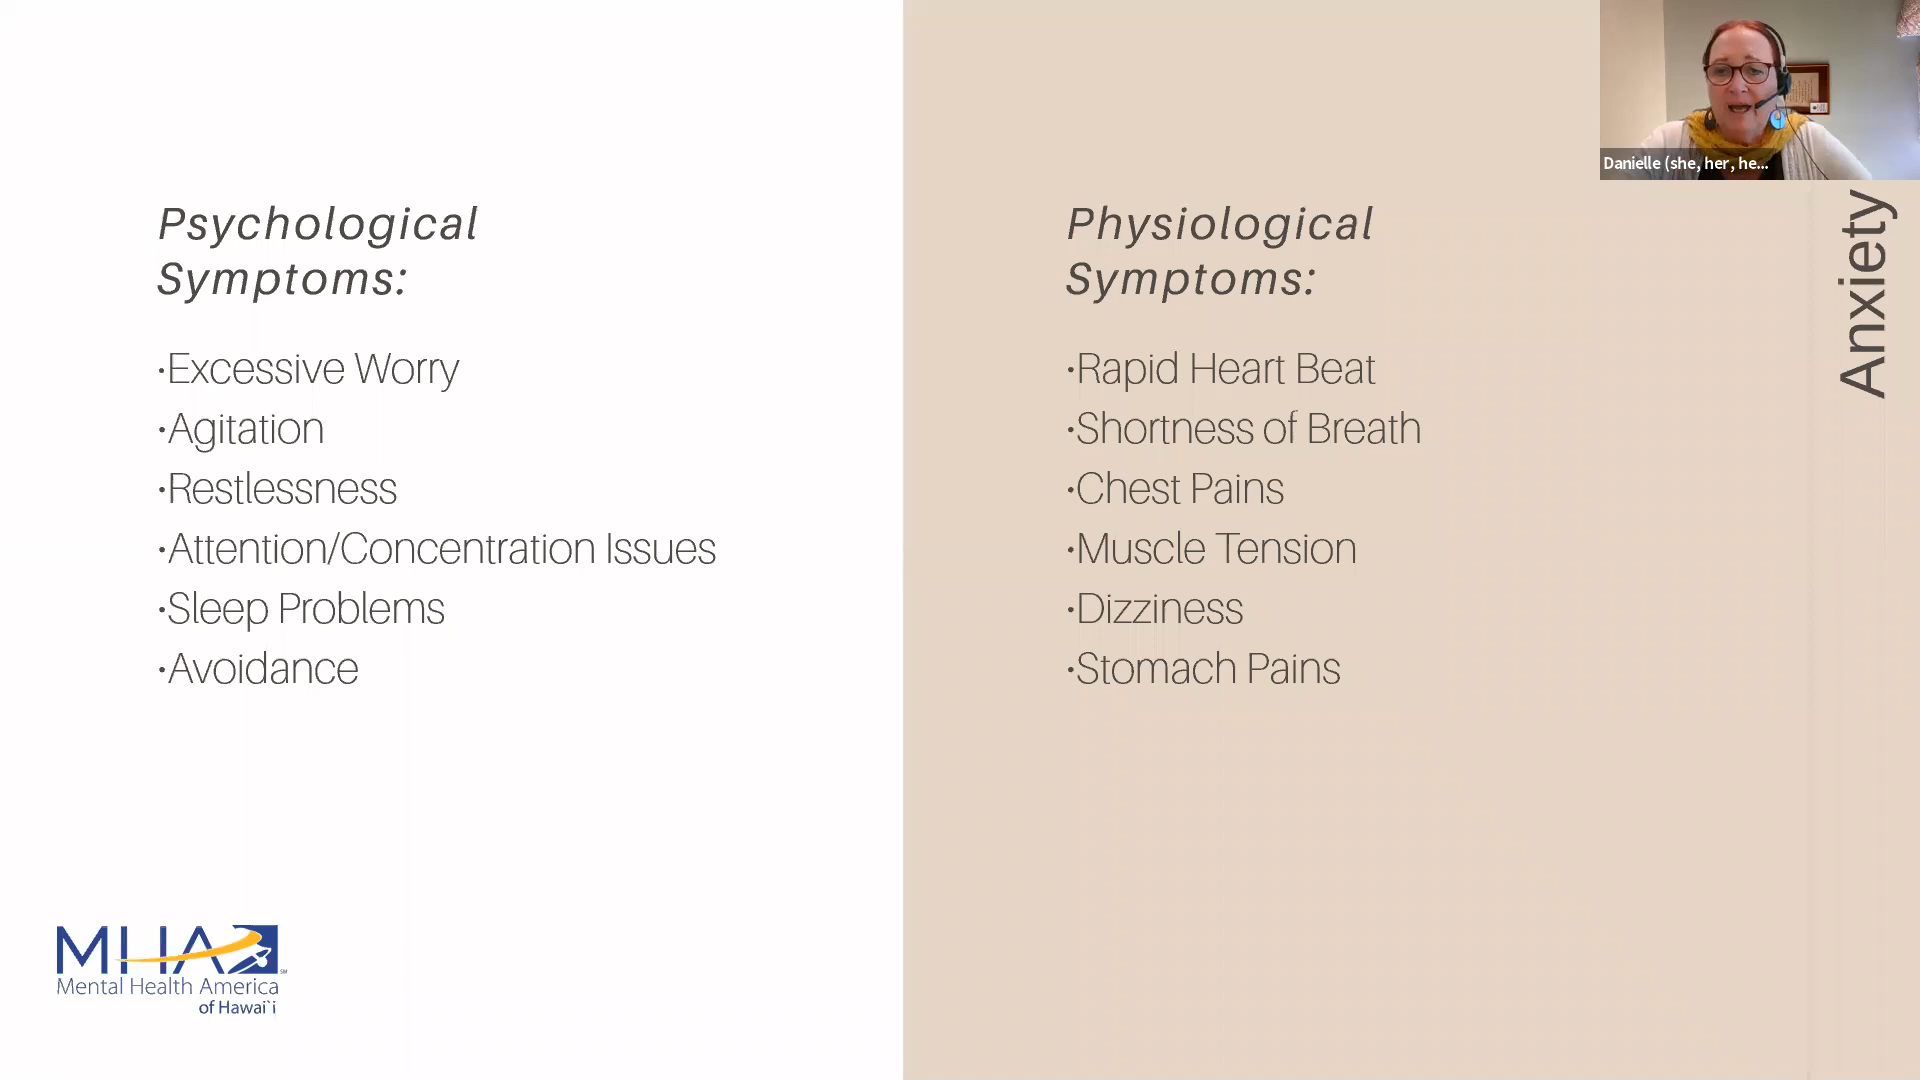 Psychological
Symptoms:
·Excessive Worry
·Agitation
·Restlessness
·Attention/Concentration Issues
·Sleep Problems
·Avoidance
MHA
Mental Health America
of Hawai`i
Physiological
Symptoms:
·Rapid Heart Beat
·Shortness of Breath
·Chest Pains
·Muscle Tension
·Dizziness
·Stomach Pains
Danielle (she, her, he...
Anxiety